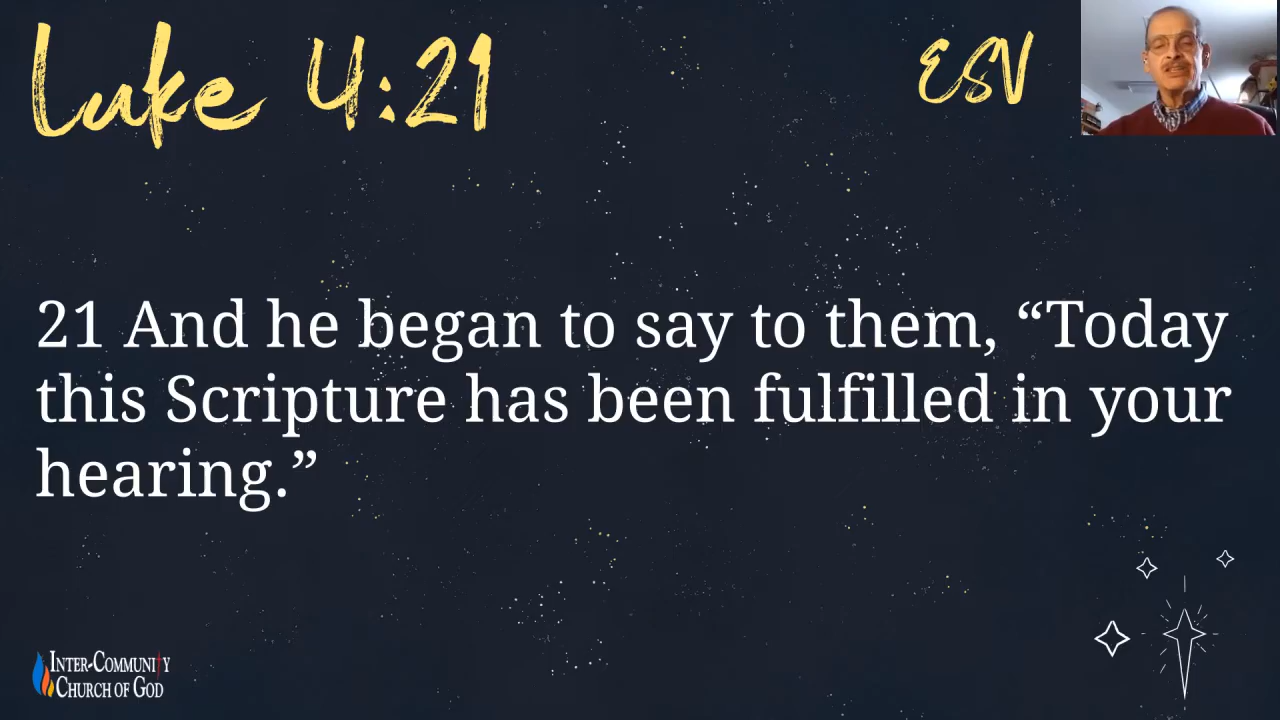 Luke 4:21
ESV
21 And he began to say to them, “Today
this Scripture has been fulfilled in your
hearing.”
INTER-COMMUNITY
CHURCH OF GOD